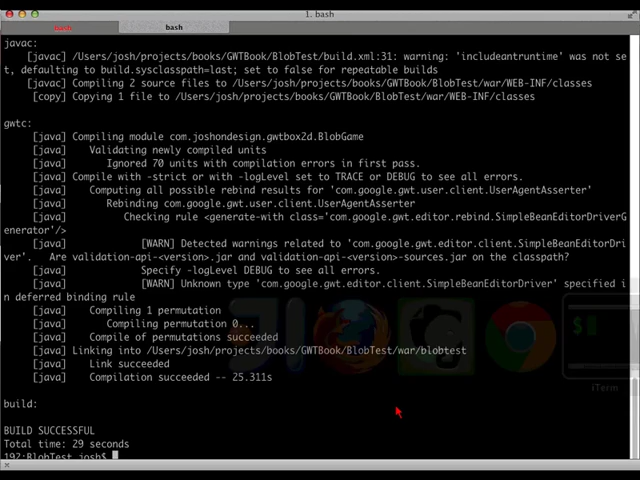 1. bash
bash
bash
javac:
[javac] /Users/josh/projects/books/GWTBook/BlobTest/build.xml:31: warning: 'includeantruntime' was not se
t, defaulting to build.sysclasspath=last; set to false for repeatable builds
[javac] Compiling 2 source files to /Users/josh/projects/books/GWTBook/BlobTest/war/WEB-INF/classes
[copy] Copying 1 file to /Users/josh/projects/books/GWTBook/BlobTest/war/WEB-INF/classes
gwtc:
[java] Compiling module com.joshondesign.gwtbox2d.BlobGame
[java] Validating newly compiled units
[java] Ignored 70 units with compilation errors in first pass.
[java] Compile with -strict or with -logLevel set to TRACE or DEBUG to see all errors.
[java] Computing all possible rebind results for 'com.google.gwt.user.client.UserAgentAsserter'
[java] Rebinding com.google.gwt.user.client.UserAgentAsserter
[java] Checking rule <generate-with class='com.google.gwt.editor.rebind.SimpleBeanEditorDriverG
enerator'/>
[java] [WARN] Detected warnings related to 'com.google.gwt.editor.client.SimpleBeanEditorDri
ver'. Are validation-api-<version>.jar and validation-api-<version>-sources.jar on the classpath?
[java] Specify -logLevel DEBUG to see all errors.
[java] [WARN] Unknown type 'com.google.gwt.editor.client.SimpleBeanEditorDriver' specified i
n deferred binding rule
[java] Compiling 1 permutation
[java] Compiling permutation 0...
[java] Compile of permutations succeeded
[java] Linking into /Users/josh/projects/books/GWTBook/BlobTest/war/blobtest
[java] Link succeeded
[java] Compilation succeeded -- 25.311s
iTerm
build:
BUILD SUCCESSFUL
Total time: 29 seconds
192:BlobTest josh$